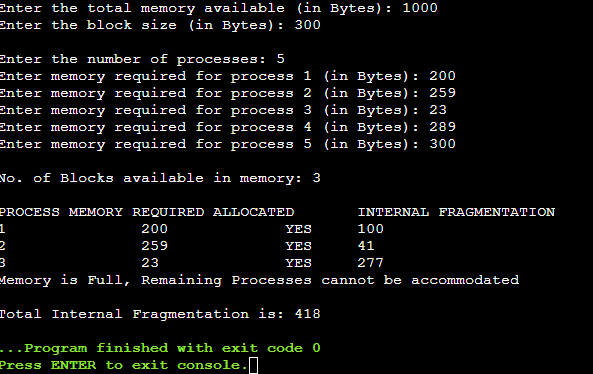 Enter the total memory available (in Bytes): 1000
Enter the block size (in Bytes): 300
Enter the number of processes: 5
Enter memory required for process 1 (in Bytes): 200
Enter memory required for process 2 (in Bytes): 259
Enter memory required for process 3 (in Bytes): 23
Enter memory required for process 4 (in Bytes): 289
Enter memory required for process 5 (in Bytes): 300
No. of Blocks available in memory: 3
PROCESS MEMORY REQUIRED ALLOCATED INTERNAL FRAGMENTATION
1 200 YES 100
2 259 YES 41
3 23 YES 277
Memory is Full, Remaining Processes cannot be accommodated
Total Internal Fragmentation is: 418
...Program finished with exit code 0
Press ENTER to exit console.